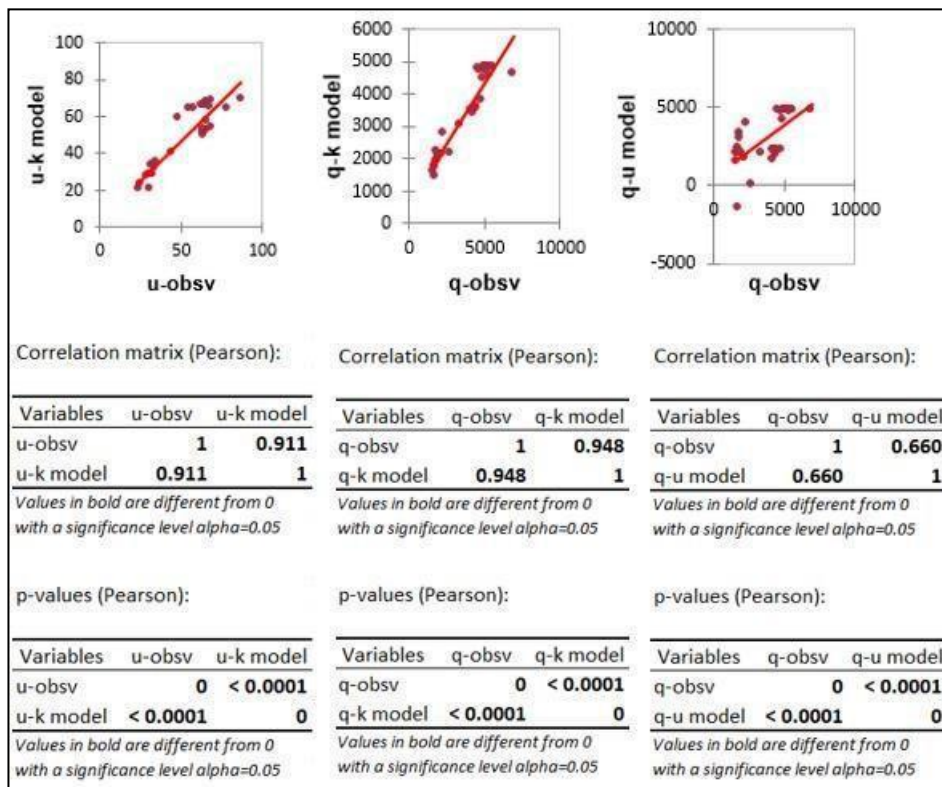 100
80
60
40
20
0
0 50 100
u-k model
u-obsv
6000
5000
4000
3000
2000
1000
0
0 5000 10000
q-k model
q-obsv
10000
5000
0
-5000
0 5000 10000
q-u model
q-obsv
Correlation matrix (Pearson):
Variables u-obsv u-k model
u-obsv 1 0.911
u-k model 0.911 1
Values in bold are different from 0
with a significance level alpha=0.05
p-values (Pearson):
Variables u-obsv u-k model
u-obsv 0 < 0.0001
u-k model < 0.0001 0
Values in bold are different from 0
with a significance level alpha=0.05
Correlation matrix (Pearson):
Variables q-obsv q-k model
q-obsv 1 0.948
q-k model 0.948 1
Values in bold are different from 0
with a significance level alpha=0.05
p-values (Pearson):
Variables q-obsv q-k model
q-obsv 0 < 0.0001
q-k model < 0.0001 0
Values in bold are different from 0
with a significance level alpha=0.05
Correlation matrix (Pearson):
Variables q-obsv q-u model
q-obsv 1 0.660
q-u model 0.660 1
Values in bold are different from 0
with a significance level alpha=0.05
p-values (Pearson):
Variables q-obsv q-u model
q-obsv 0 < 0.0001
q-u model < 0.0001 0
Values in bold are different from 0
with a significance level alpha=0.05